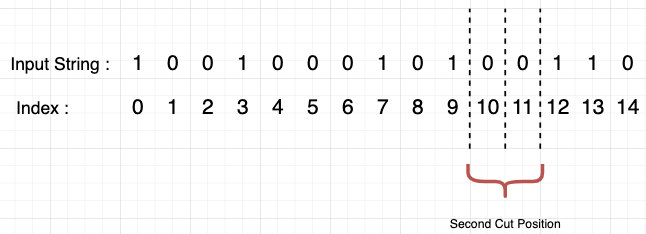 Input String : 1 0 0 1 0 0 0 1 0 1 0 0 1 1 0
Index : 0 1 2 3 4 5 6 7 8 9 10 11 12 13 14
Second Cut Position